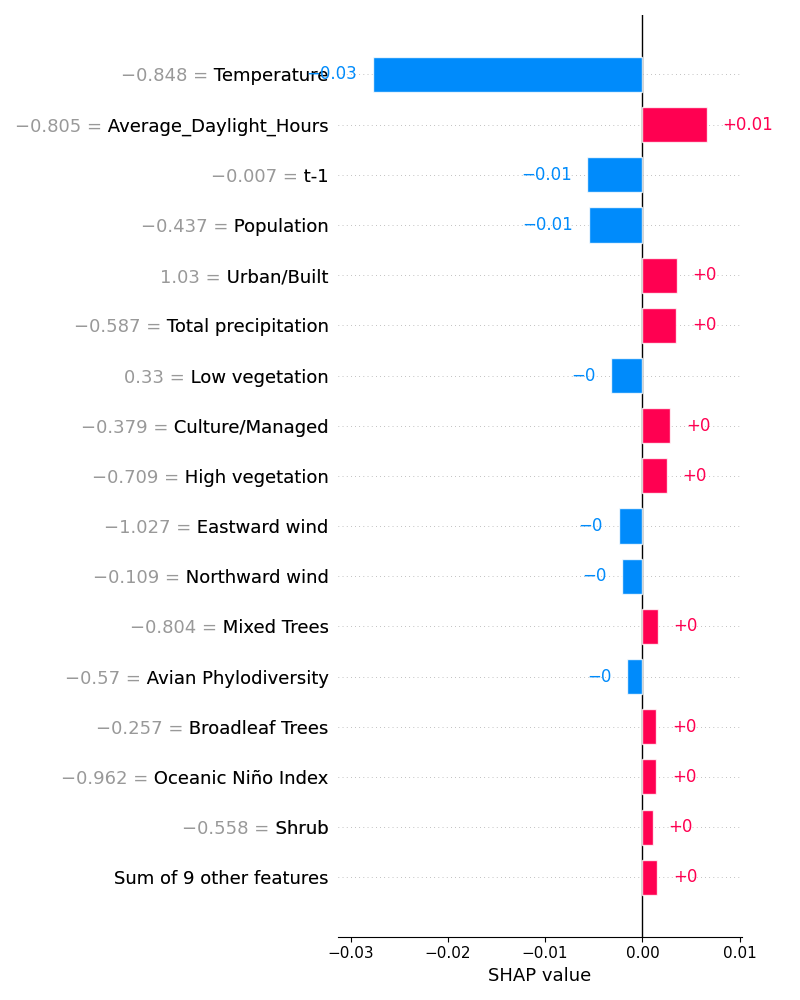 −0.848 = Temperature −0.03
−0.805 = Average_Daylight_Hours +0.01
−0.007 = t-1 −0.01
−0.437 = Population −0.01
1.03 = Urban/Built +0
−0.587 = Total precipitation +0
0.33 = Low vegetation −0
−0.379 = Culture/Managed +0
−0.709 = High vegetation +0
−1.027 = Eastward wind −0
−0.109 = Northward wind −0
−0.804 = Mixed Trees +0
−0.57 = Avian Phylodiversity −0
−0.257 = Broadleaf Trees +0
−0.962 = Oceanic Niño Index +0
−0.558 = Shrub +0
Sum of 9 other features +0
−0.03 −0.02 −0.01 0.00 0.01
SHAP value